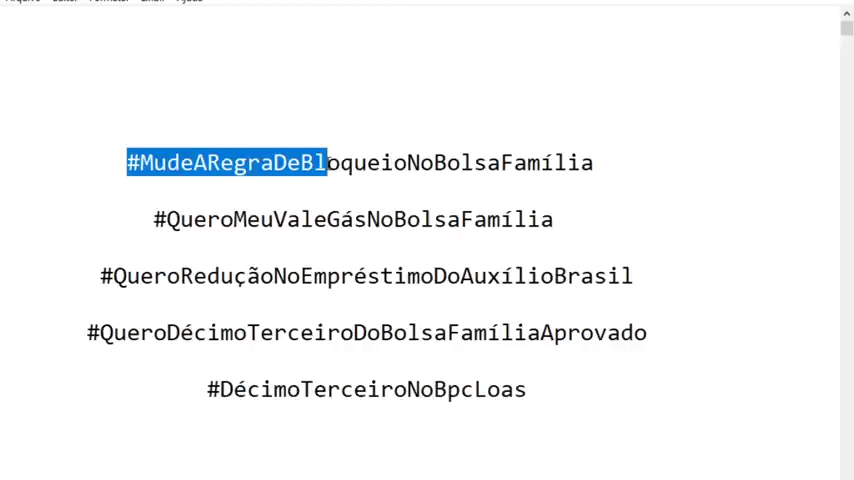 #MudeARegraDeBloqueioNoBolsaFamília
#QueroMeuValeGásNoBolsaFamília
#QueroReduçãoNoEmpréstimoDoAuxílioBrasil
#QueroDécimoTerceiroDoBolsaFamíliaAprovado
#DécimoTerceiroNoBpcLoas